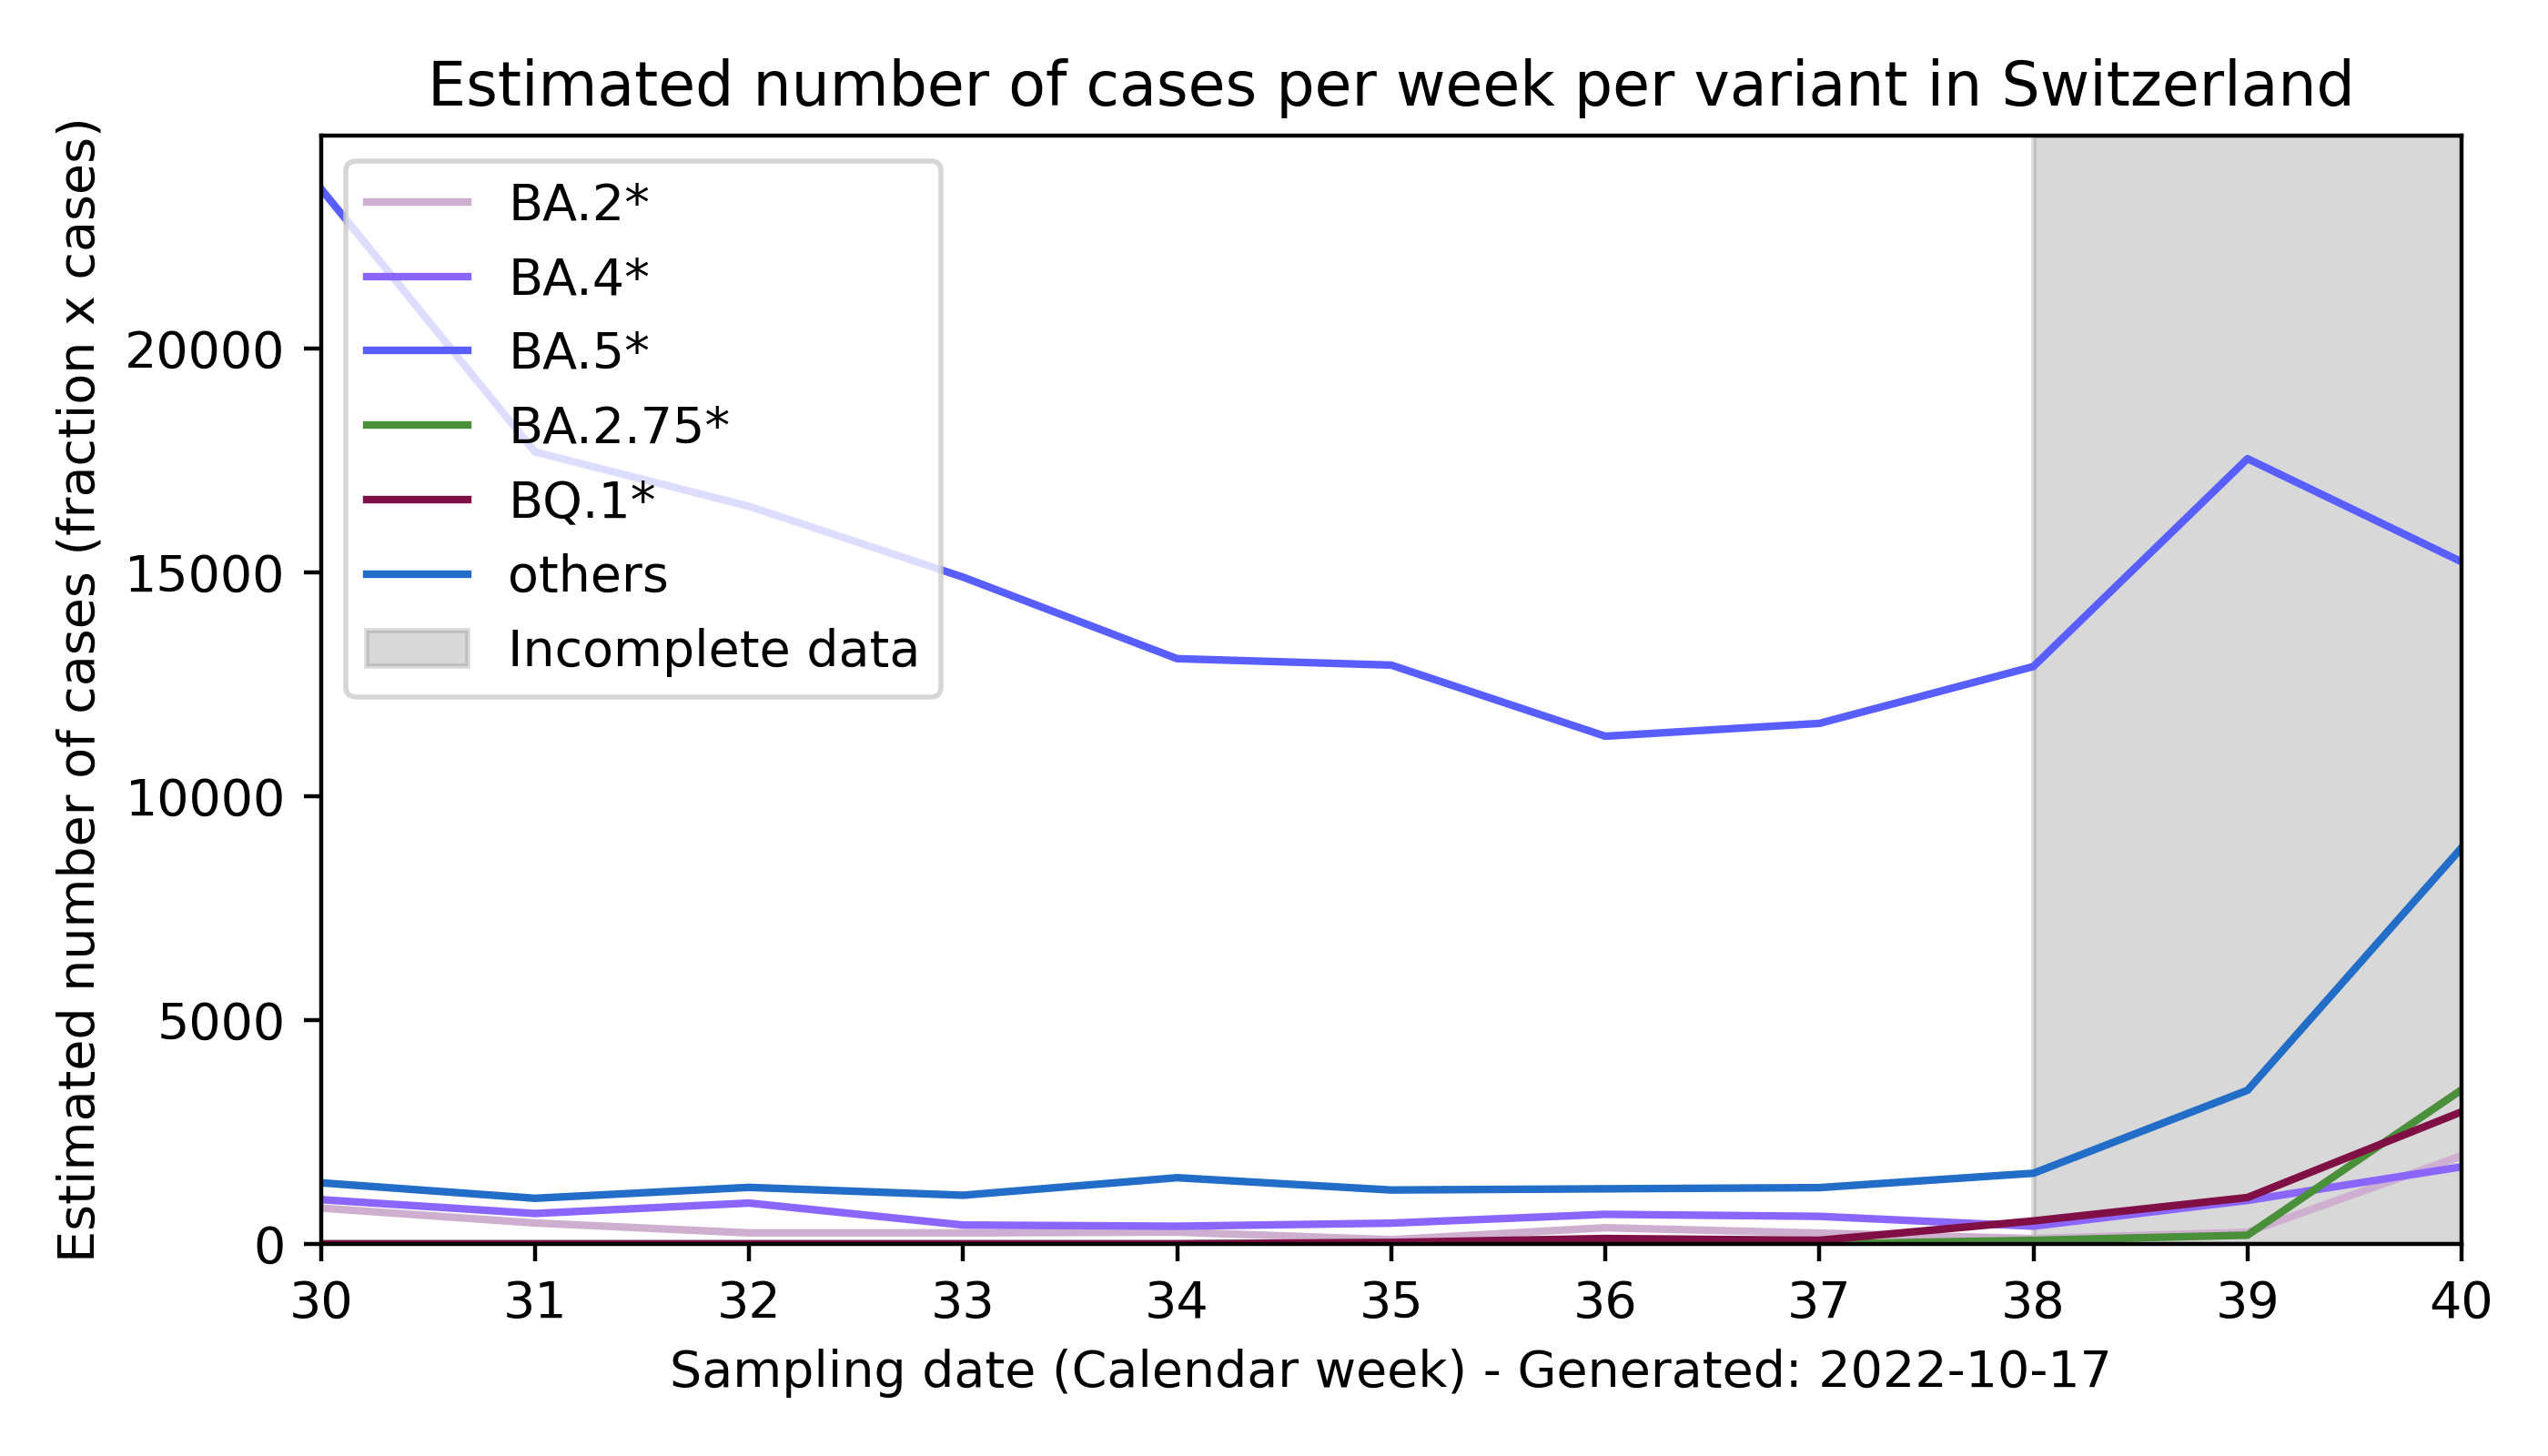 Estimated number of cases per week per variant in Switzerland
Estimated number of cases (fraction x cases)
20000
15000
10000
5000
0
BA.2*
BA.4*
BA.5*
BA.2.75*
BQ.1*
others
Incomplete data
30 31 32 33 34 35 36 37 38 39 40
Sampling date (Calendar week) - Generated: 2022-10-17